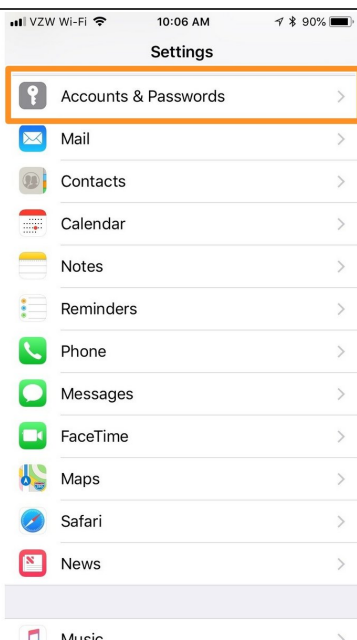 VZW Wi-Fi 10:06 AM 90%
Settings
Accounts & Passwords
Mail
Contacts
Calendar
Notes
Reminders
Phone
Messages
FaceTime
Maps
Safari
News
Music